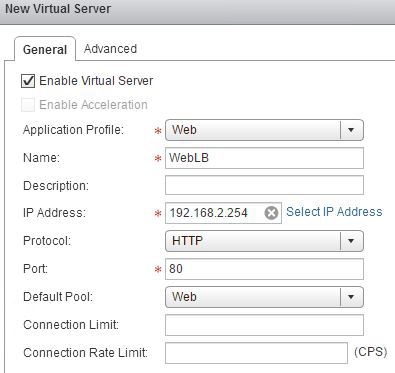 New Virtual Server
General Advanced
Enable Virtual Server
Enable Acceleration
Application Profile: * Web
Name: * WebLB
Description:
IP Address: * 192.168.2.254 Select IP Address
Protocol: HTTP
Port: * 80
Default Pool: Web
Connection Limit:
Connection Rate Limit: (CPS)